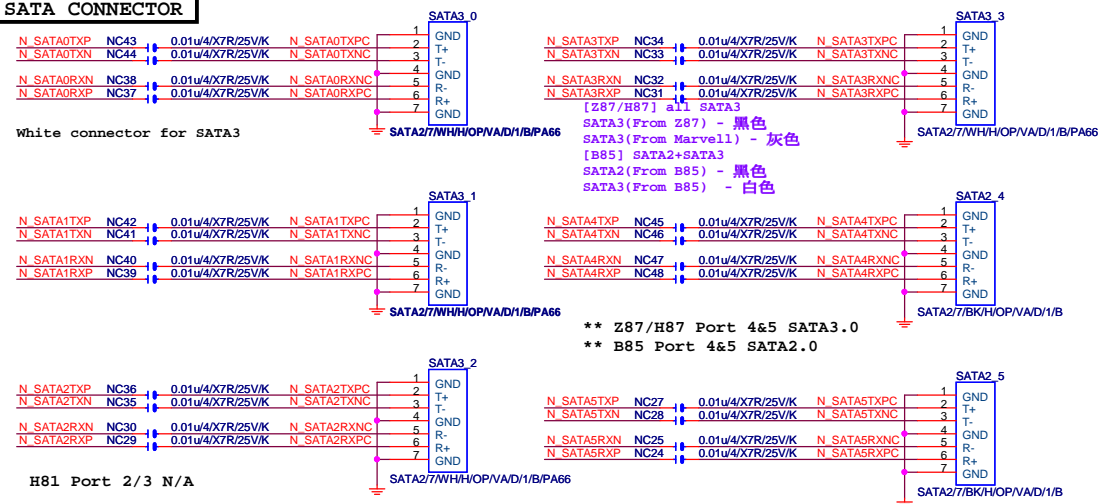 SATA CONNECTOR
SATA3_0
N_SATA0TXP NC43 0.01u/4/X7R/25V/K N_SATA0TXPC 1 GND
N_SATA0TXN NC44 0.01u/4/X7R/25V/K N_SATA0TXNC 2 T+
3 T-
4 GND
N_SATA0RXN NC38 0.01u/4/X7R/25V/K N_SATA0RXNC 5 R-
N_SATA0RXP NC37 0.01u/4/X7R/25V/K N_SATA0RXPC 6 R+
7 GND
White connector for SATA3
SATA2/7/WH/H/OP/VA/D/1/B/PA66
SATA3_3
N_SATA3TXP NC34 0.01u/4/X7R/25V/K N_SATA3TXPC 1 GND
N_SATA3TXN NC33 0.01u/4/X7R/25V/K N_SATA3TXNC 2 T+
3 T-
4 GND
N_SATA3RXN NC32 0.01u/4/X7R/25V/K N_SATA3RXNC 5 R-
N_SATA3RXP NC31 0.01u/4/X7R/25V/K N_SATA3RXPC 6 R+
7 GND
SATA2/7/WH/H/OP/VA/D/1/B/PA66
[Z87/H87] all SATA3
SATA3(From Z87) - 黑色
SATA3(From Marvell) - 灰色
[B85] SATA2+SATA3
SATA2(From B85) - 黑色
SATA3(From B85) - 白色
SATA3_1
N_SATA1TXP NC42 0.01u/4/X7R/25V/K N_SATA1TXPC 1 GND
N_SATA1TXN NC41 0.01u/4/X7R/25V/K N_SATA1TXNC 2 T+
3 T-
4 GND
N_SATA1RXN NC40 0.01u/4/X7R/25V/K N_SATA1RXNC 5 R-
N_SATA1RXP NC39 0.01u/4/X7R/25V/K N_SATA1RXPC 6 R+
7 GND
SATA2/7/WH/H/OP/VA/D/1/B/PA66
SATA2_4
N_SATA4TXP NC45 0.01u/4/X7R/25V/K N_SATA4TXPC 1 GND
N_SATA4TXN NC46 0.01u/4/X7R/25V/K N_SATA4TXNC 2 T+
3 T-
4 GND
N_SATA4RXN NC47 0.01u/4/X7R/25V/K N_SATA4RXNC 5 R-
N_SATA4RXP NC48 0.01u/4/X7R/25V/K N_SATA4RXPC 6 R+
7 GND
SATA2/7/BK/H/OP/VA/D/1/B
** Z87/H87 Port 4&5 SATA3.0
** B85 Port 4&5 SATA2.0
SATA3_2
N_SATA2TXP NC36 0.01u/4/X7R/25V/K N_SATA2TXPC 1 GND
N_SATA2TXN NC35 0.01u/4/X7R/25V/K N_SATA2TXNC 2 T+
3 T-
4 GND
N_SATA2RXN NC30 0.01u/4/X7R/25V/K N_SATA2RXNC 5 R-
N_SATA2RXP NC29 0.01u/4/X7R/25V/K N_SATA2RXPC 6 R+
7 GND
SATA2/7/WH/H/OP/VA/D/1/B/PA66
H81 Port 2/3 N/A
SATA2_5
N_SATA5TXP NC27 0.01u/4/X7R/25V/K N_SATA5TXPC 1 GND
N_SATA5TXN NC28 0.01u/4/X7R/25V/K N_SATA5TXNC 2 T+
3 T-
4 GND
N_SATA5RXN NC25 0.01u/4/X7R/25V/K N_SATA5RXNC 5 R-
N_SATA5RXP NC24 0.01u/4/X7R/25V/K N_SATA5RXPC 6 R+
7 GND
SATA2/7/BK/H/OP/VA/D/1/B